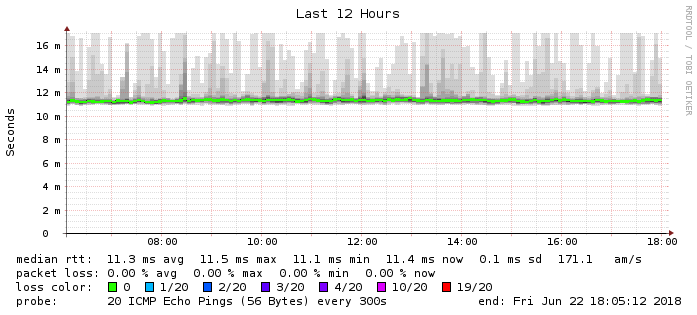 Last 12 Hours
RRDTOOL / TOBI OETIKER
Seconds
16 m
14 m
12 m
10 m
8 m
6 m
4 m
2 m
0
08:00 10:00 12:00 14:00 16:00 18:00
median rtt: 11.3 ms avg 11.5 ms max 11.1 ms min 11.4 ms now 0.1 ms sd 171.1 am/s
packet loss: 0.00 % avg 0.00 % max 0.00 % min 0.00 % now
loss color: 0 1/20 2/20 3/20 4/20 10/20 19/20
probe: 20 ICMP Echo Pings (56 Bytes) every 300s end: Fri Jun 22 18:05:12 2018